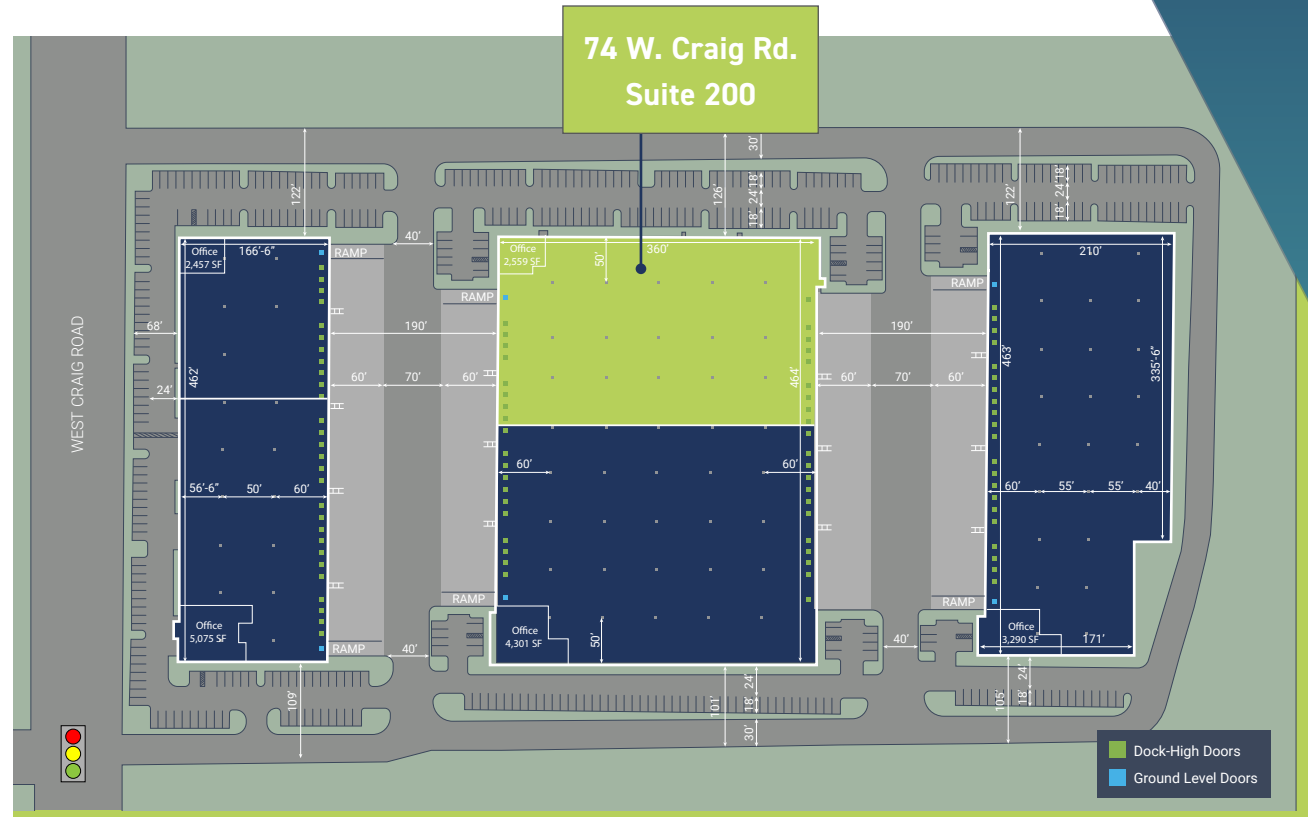 74 W. Craig Rd.
Suite 200
30'
122'
126'
18'
24'
18'
122'
18'
24'
18'
40'
Office
2,457 SF
166'-6"
RAMP
Office
2,559 SF
360'
50'
210'
RAMP
RAMP
WEST CRAIG ROAD
68'
190'
190'
462'
464'
463'
335'-6"
24'
60'
70'
60'
60'
70'
60'
60'
60'
56'-6"
50'
60'
60'
55'
55'
40'
RAMP
RAMP
Office
5,075 SF
Office
4,301 SF
50'
Office
3,290 SF
171'
RAMP
40'
40'
109'
101'
24'
18'
30'
105'
24'
18'
Dock-High Doors
Ground Level Doors